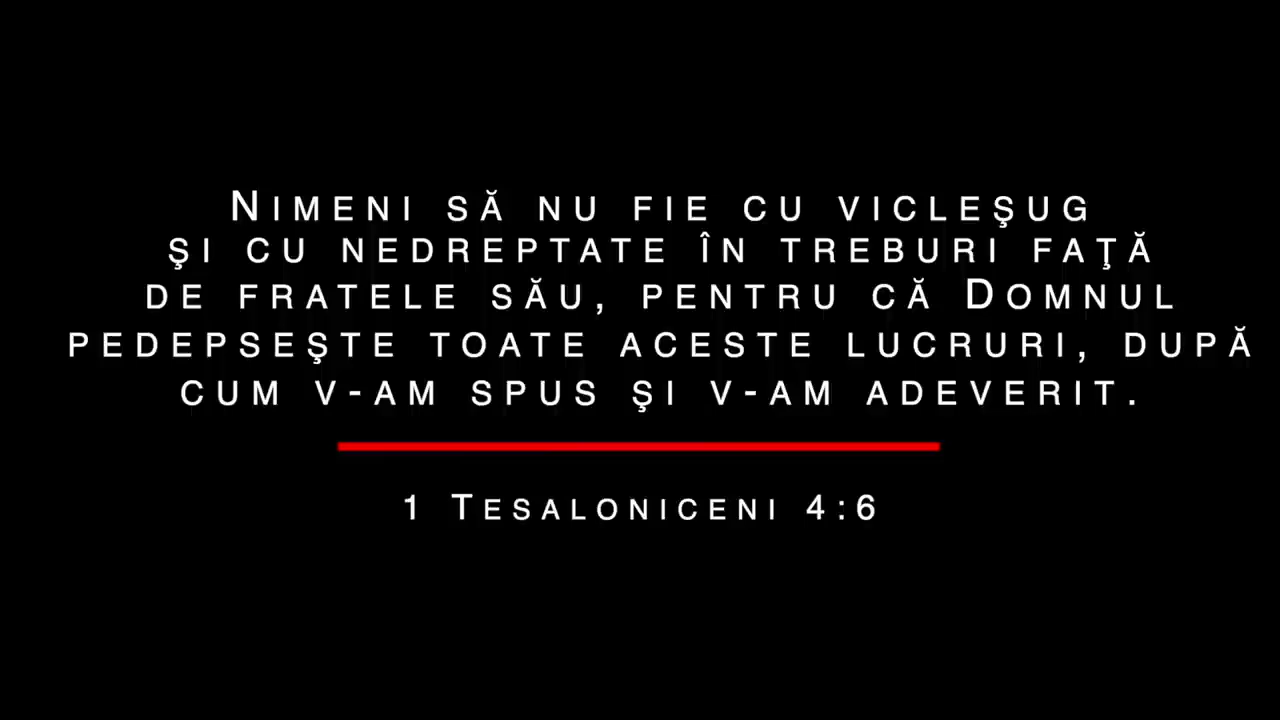 Nimeni să nu fie cu vicleşug
şi cu nedreptate în treburi faţă
de fratele său, pentru că Domnul
pedepseşte toate aceste lucruri, după
cum v-am spus şi v-am adeverit.
1 Tesaloniceni 4:6